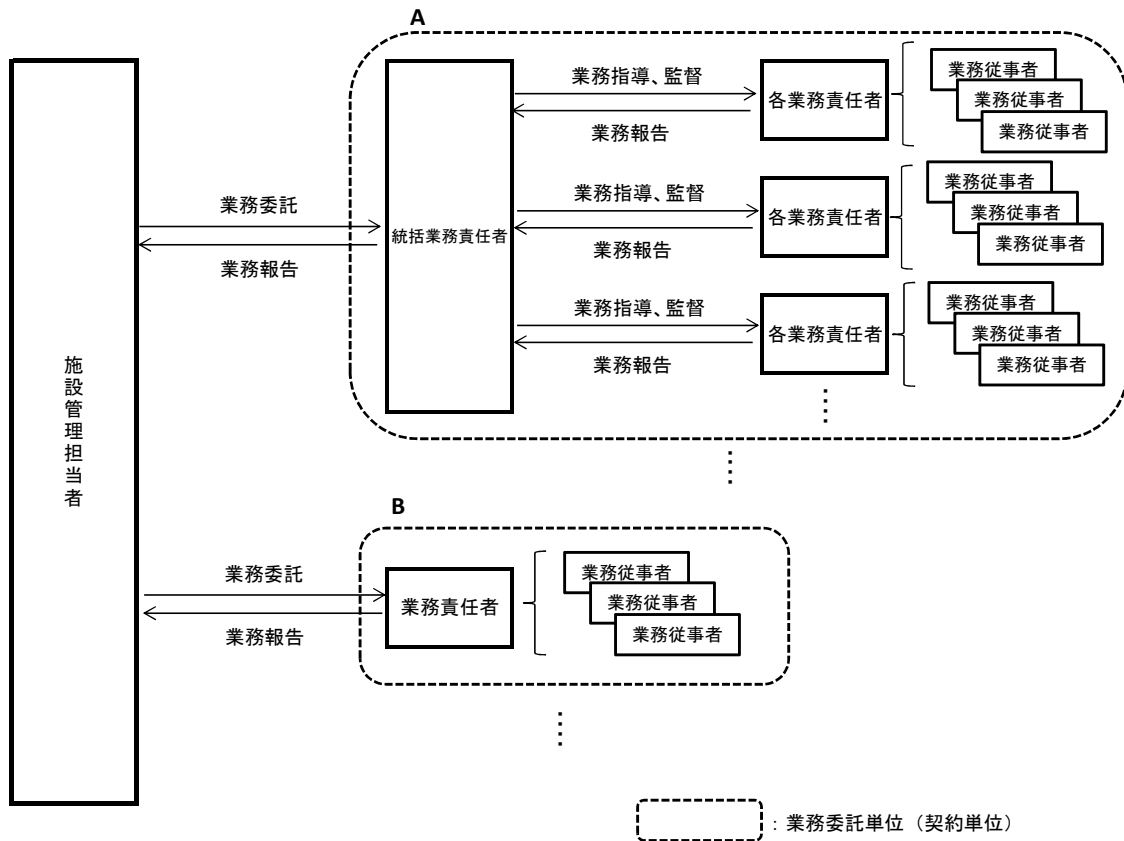 A
業務指導、監督
業務報告
各業務責任者
業務従事者
業務従事者
業務従事者
業務委託
業務報告
統括業務責任者
業務指導、監督
業務報告
各業務責任者
業務従事者
業務従事者
業務従事者
業務指導、監督
業務報告
各業務責任者
業務従事者
業務従事者
業務従事者
施設管理担当者
B
業務委託
業務報告
業務責任者
業務従事者
業務従事者
業務従事者
：業務委託単位（契約単位）